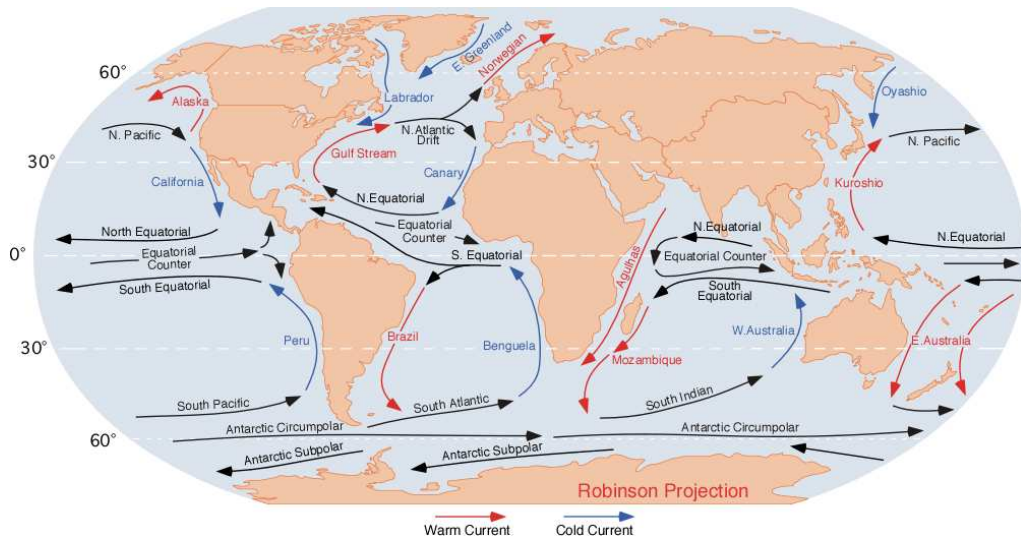 E. Greenland
Norwegian
60°
Alaska
Labrador
Oyashio
N. Pacific
N.Atlantic
Drift
N. Pacific
Gulf Stream
30°
California
Canary
Kuroshio
N.Equatorial
North Equatorial
Equatorial
Counter
N.Equatorial
N.Equatorial
0°
Equatorial
Counter
S. Equatorial
Agulhas
Equatorial Counter
South Equatorial
South
Equatorial
Peru
Brazil
Benguela
W.Australia
E.Australia
30°
Mozambique
South Pacific
South Atlantic
South Indian
Antarctic Circumpolar
Antarctic Circumpolar
60°
Antarctic Subpolar
Antarctic Subpolar
Robinson Projection
Warm Current
Cold Current